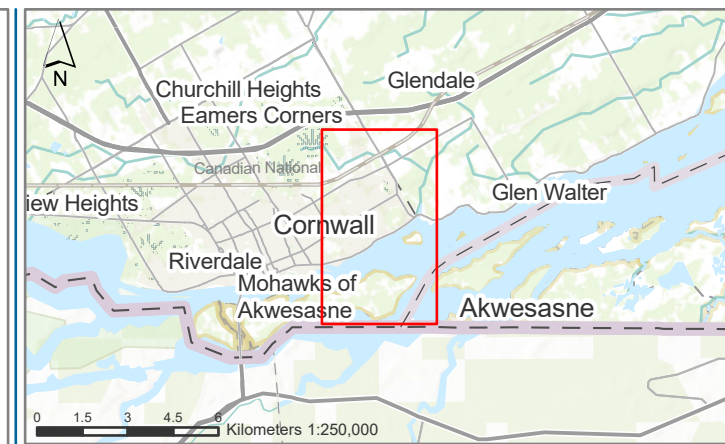 N
Churchill Heights
Glendale
Eamers Corners
Canadian National
1
Glen Walter
iew Heights
Cornwall
Riverdale
Mohawks of
Akwesasne
Akwesasne
0 1.5 3 4.5 6
Kilometers 1:250,000